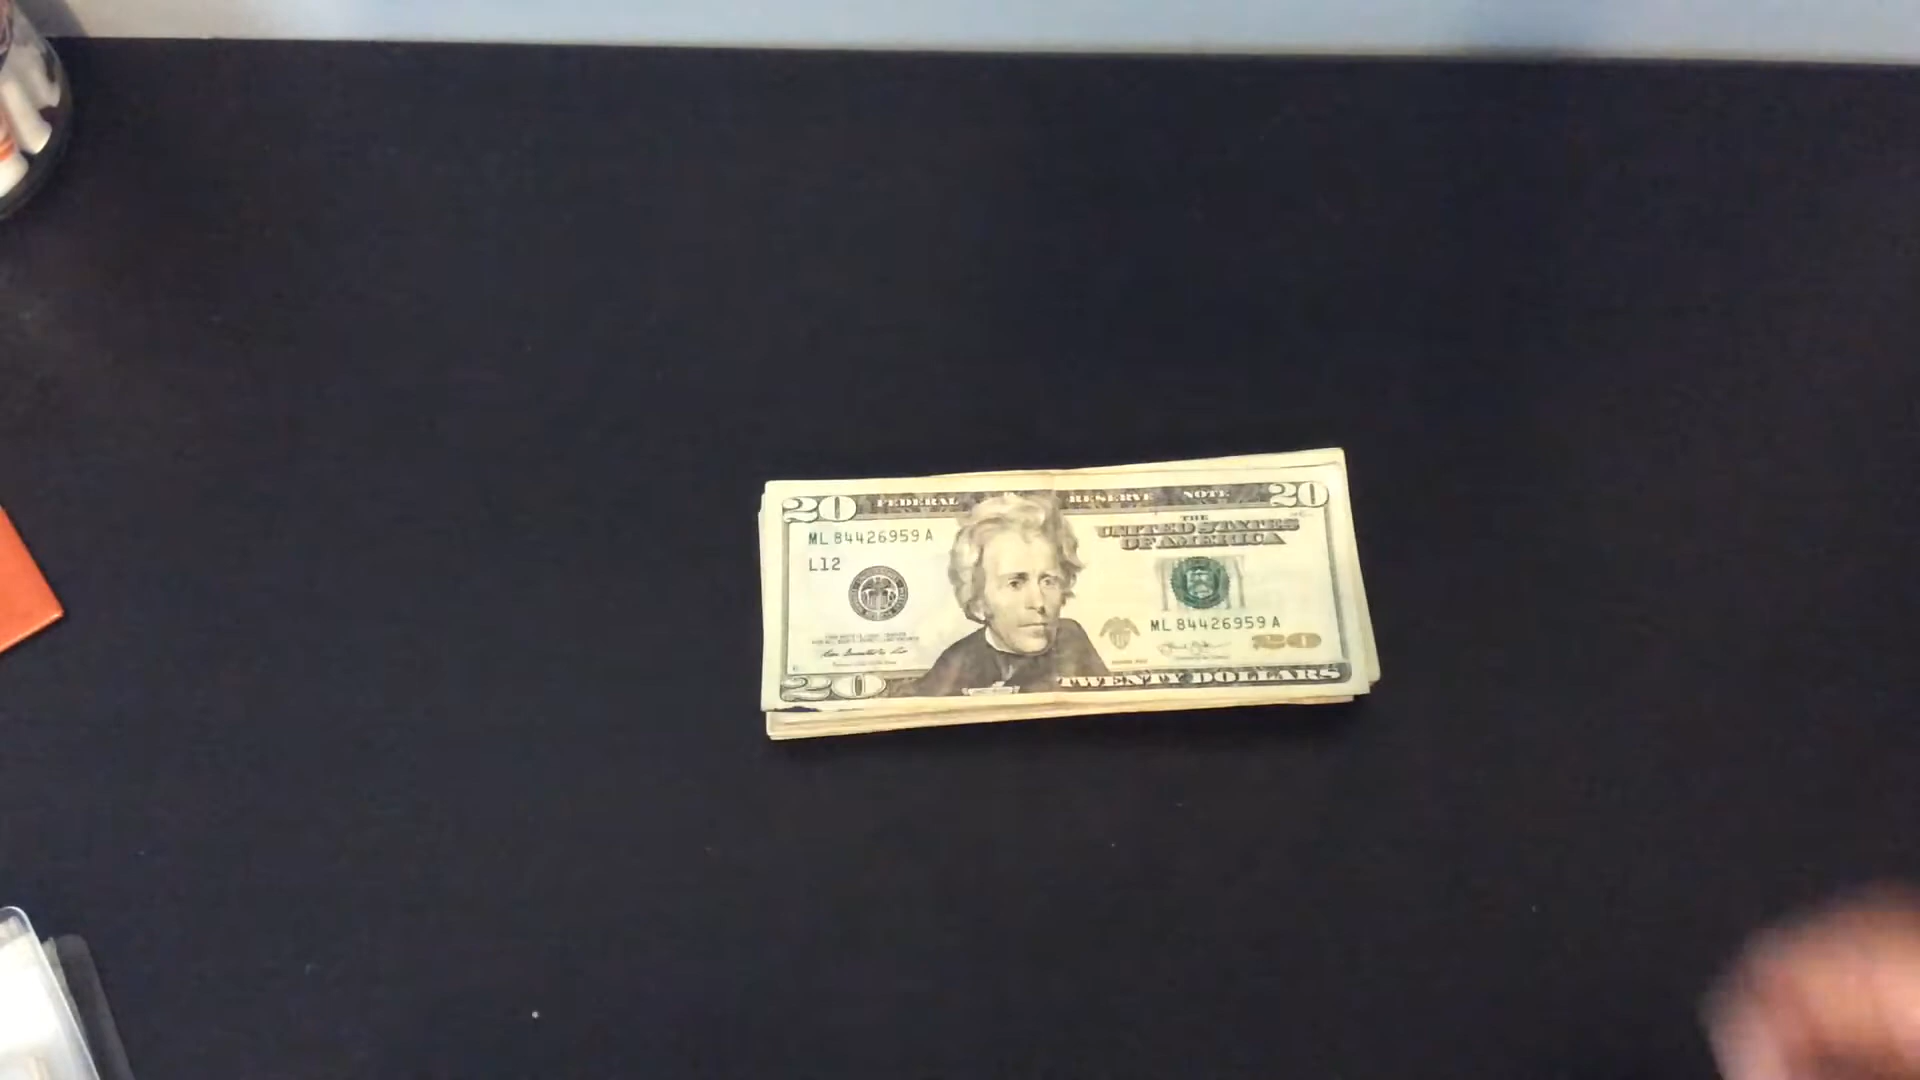 20 FEDERAL RESERVE NOTE 20
THE
UNITED STATES
OF AMERICA
ML 84426959 A
L12
ML 84426959 A
20
20
TWENTY DOLLARS